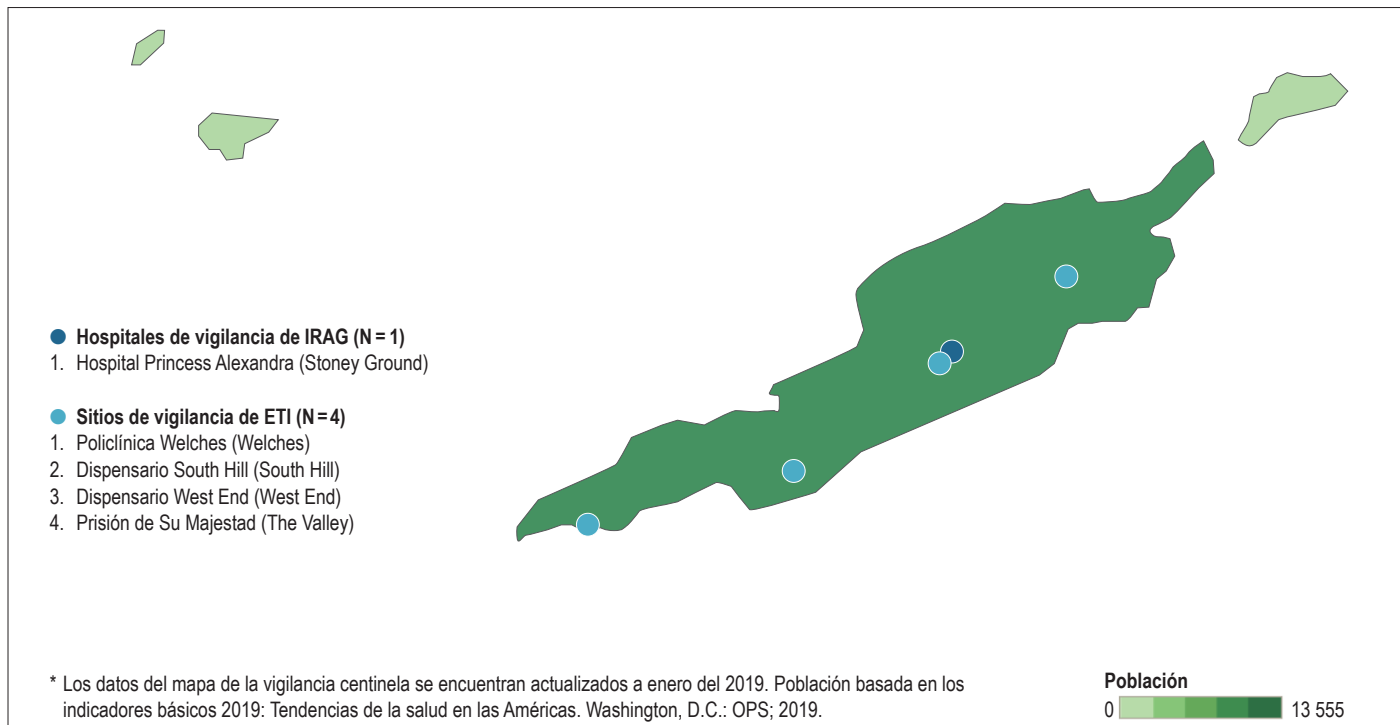 Hospitales de vigilancia de IRAG (N = 1)
1. Hospital Princess Alexandra (Stoney Ground)
Sitios de vigilancia de ETI (N = 4)
1. Policlínica Welches (Welches)
2. Dispensario South Hill (South Hill)
3. Dispensario West End (West End)
4. Prisión de Su Majestad (The Valley)
* Los datos del mapa de la vigilancia centinela se encuentran actualizados a enero del 2019. Población basada en los
indicadores básicos 2019: Tendencias de la salud en las Américas. Washington, D.C.: OPS; 2019.
Población
0 13 555